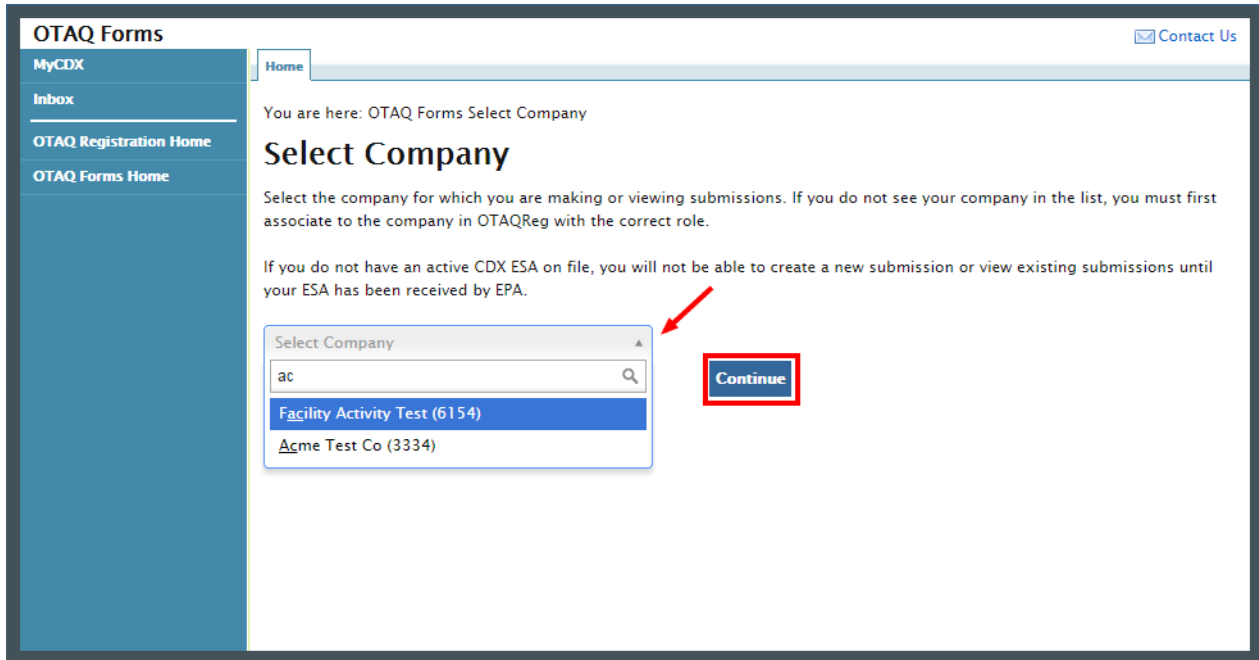 OTAQ Forms
Contact Us
MyCDX
Inbox
OTAQ Registration Home
OTAQ Forms Home
Home
You are here: OTAQ Forms Select Company
Select Company
Select the company for which you are making or viewing submissions. If you do not see your company in the list, you must first
associate to the company in OTAQReg with the correct role.
If you do not have an active CDX ESA on file, you will not be able to create a new submission or view existing submissions until
your ESA has been received by EPA.
Select Company
ac
Facility Activity Test (6154)
Acme Test Co (3334)
Continue